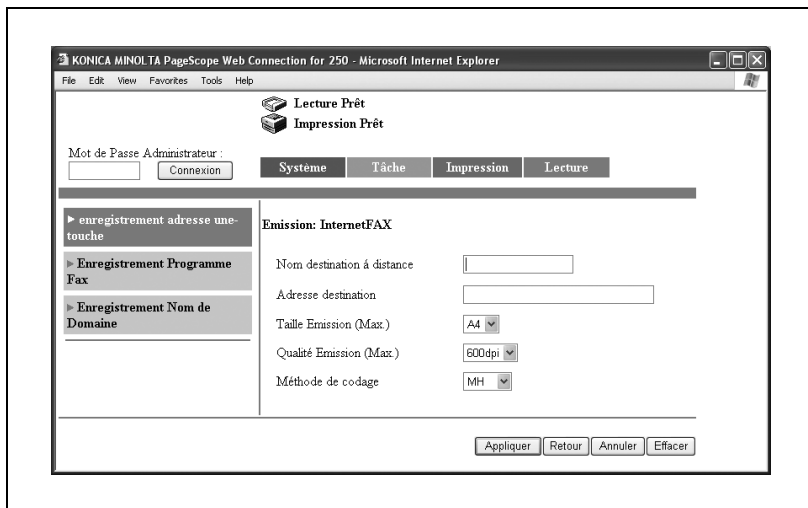 KONICA MINOLTA PageScope Web Connection for 250 - Microsoft Internet Explorer
File Edit View Favorites Tools Help
Lecture Prêt
Impression Prêt
Mot de Passe Administrateur :
Connexion
Système Tâche Impression Lecture
enregistrement adresse une-
touche
Enregistrement Programme
Fax
Enregistrement Nom de
Domaine
Emission: InternetFAX
Nom destination á distance
Adresse destination
Taille Emission (Max.) A4
Qualité Emission (Max.) 600dpi
Méthode de codage MH
Appliquer Retour Annuler Effacer